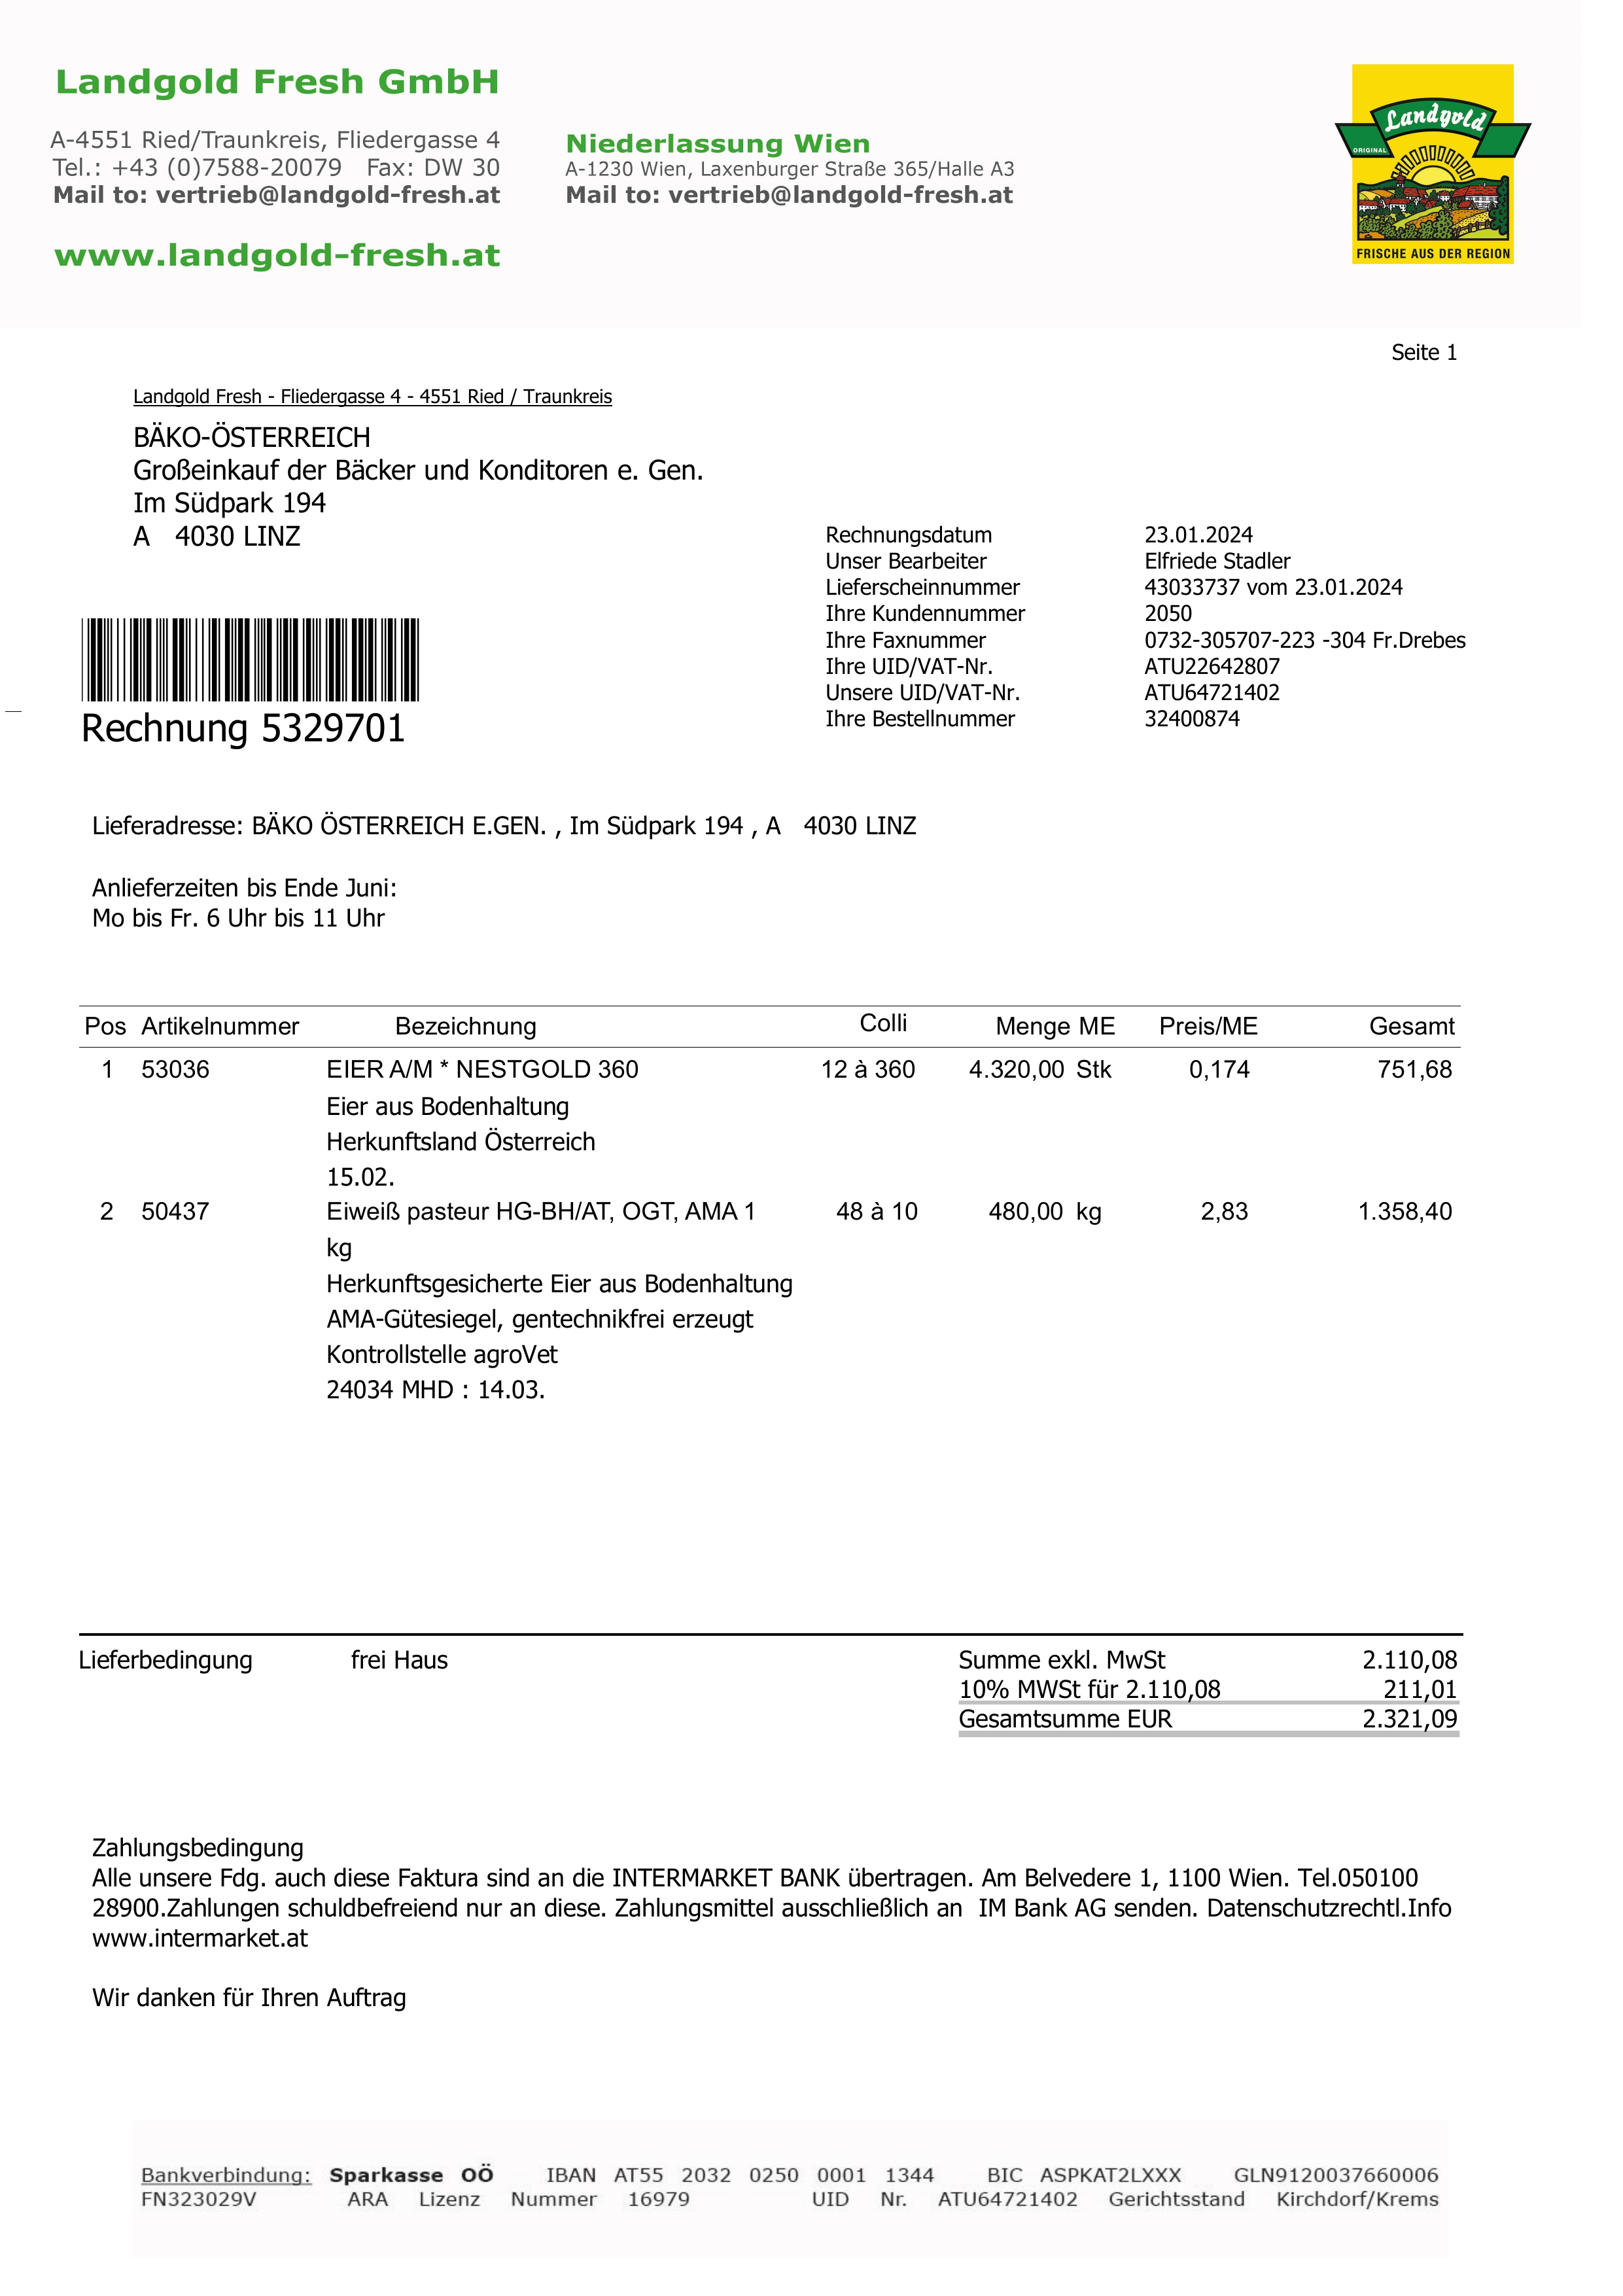 Landgold Fresh GmbH
A-4551 Ried/Traunkreis, Fliedergasse 4
Tel.: +43 (0)7588-20079 Fax: DW 30
Mail to: vertrieb@landgold-fresh.at
www.landgold-fresh.at
Niederlassung Wien
A-1230 Wien, Laxenburger Straße 365/Halle A3
Mail to: vertrieb@landgold-fresh.at
Landgold
ORIGINAL
FRISCHE AUS DER REGION
Seite 1
Landgold Fresh - Fliedergasse 4 - 4551 Ried / Traunkreis
BÄKO-ÖSTERREICH
Großeinkauf der Bäcker und Konditoren e. Gen.
Im Südpark 194
A 4030 LINZ
Rechnungsdatum 23.01.2024
Unser Bearbeiter Elfriede Stadler
Lieferscheinnummer 43033737 vom 23.01.2024
Ihre Kundennummer 2050
Ihre Faxnummer 0732-305707-223 -304 Fr.Drebes
Ihre UID/VAT-Nr. ATU22642807
Unsere UID/VAT-Nr. ATU64721402
Ihre Bestellnummer 32400874
Rechnung 5329701
Lieferadresse: BÄKO ÖSTERREICH E.GEN. , Im Südpark 194 , A 4030 LINZ
Anlieferzeiten bis Ende Juni:
Mo bis Fr. 6 Uhr bis 11 Uhr
Pos Artikelnummer Bezeichnung Colli Menge ME Preis/ME Gesamt
1 53036 EIER A/M * NESTGOLD 360 12 à 360 4.320,00 Stk 0,174 751,68
Eier aus Bodenhaltung
Herkunftsland Österreich
15.02.
2 50437 Eiweiß pasteur HG-BH/AT, OGT, AMA 1 48 à 10 480,00 kg 2,83 1.358,40
kg
Herkunftsgesicherte Eier aus Bodenhaltung
AMA-Gütesiegel, gentechnikfrei erzeugt
Kontrollstelle agroVet
24034 MHD : 14.03.
Lieferbedingung frei Haus
Summe exkl. MwSt 2.110,08
10% MWSt für 2.110,08 211,01
Gesamtsumme EUR 2.321,09
Zahlungsbedingung
Alle unsere Fdg. auch diese Faktura sind an die INTERMARKET BANK übertragen. Am Belvedere 1, 1100 Wien. Tel.050100
28900.Zahlungen schuldbefreiend nur an diese. Zahlungsmittel ausschließlich an IM Bank AG senden. Datenschutzrechtl.Info
www.intermarket.at
Wir danken für Ihren Auftrag
Bankverbindung: Sparkasse OÖ IBAN AT55 2032 0250 0001 1344 BIC ASPKAT2LXXX GLN9120037660006
FN323029V ARA Lizenz Nummer 16979 UID Nr. ATU64721402 Gerichtsstand Kirchdorf/Krems